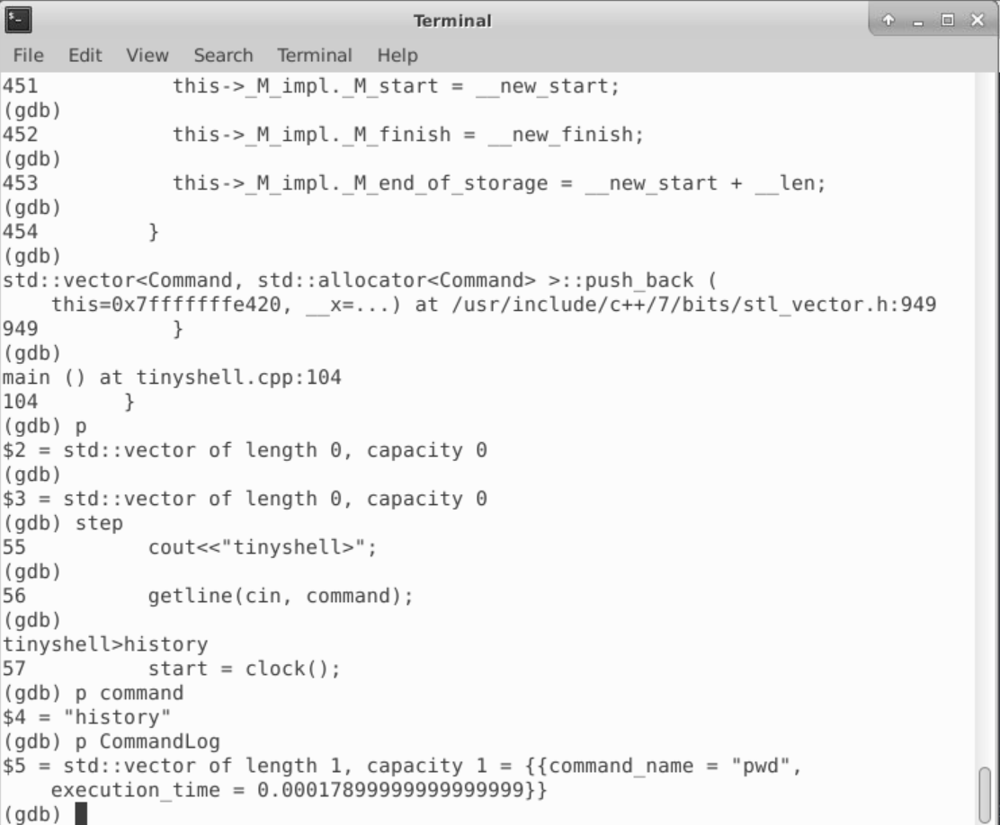 Terminal
File Edit View Search Terminal Help
451           this->_M_impl._M_start = __new_start;
(gdb)
452           this->_M_impl._M_finish = __new_finish;
(gdb)
453           this->_M_impl._M_end_of_storage = __new_start + __len;
(gdb)
454         }
(gdb)
std::vector<Command, std::allocator<Command> >::push_back (
    this=0x7fffffffe420, __x=...) at /usr/include/c++/7/bits/stl_vector.h:949
949           }
(gdb)
main () at tinyshell.cpp:104
104       }
(gdb) p
$2 = std::vector of length 0, capacity 0
(gdb)
$3 = std::vector of length 0, capacity 0
(gdb) step
55          cout<<"tinyshell>";
(gdb)
56          getline(cin, command);
(gdb)
tinyshell>history
57          start = clock();
(gdb) p command
$4 = "history"
(gdb) p CommandLog
$5 = std::vector of length 1, capacity 1 = {{command_name = "pwd",
    execution_time = 0.00017899999999999999}}
(gdb)